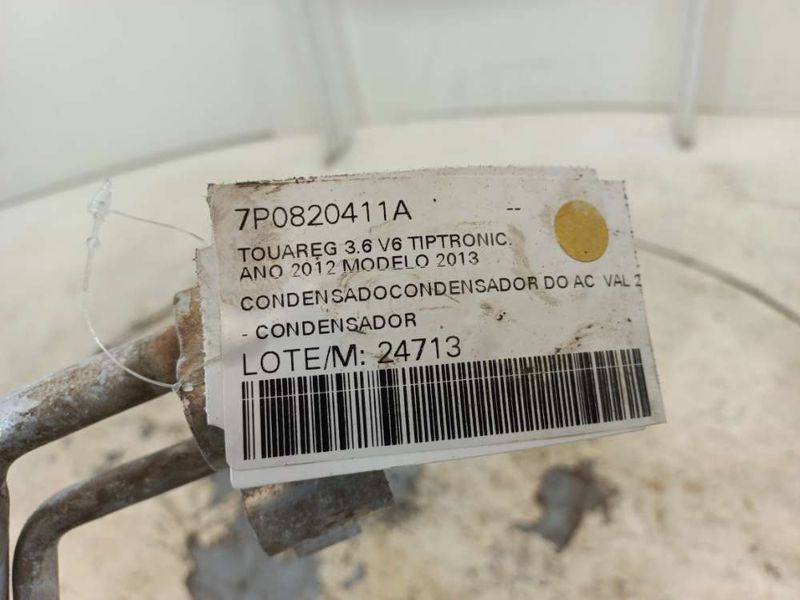 7P0820411A --
TOUAREG 3.6 V6 TIPTRONIC.
ANO 2012 MODELO 2013
CONDENSADOCONDENSADOR DO AC VAL 2
- CONDENSADOR
LOTE/M: 24713